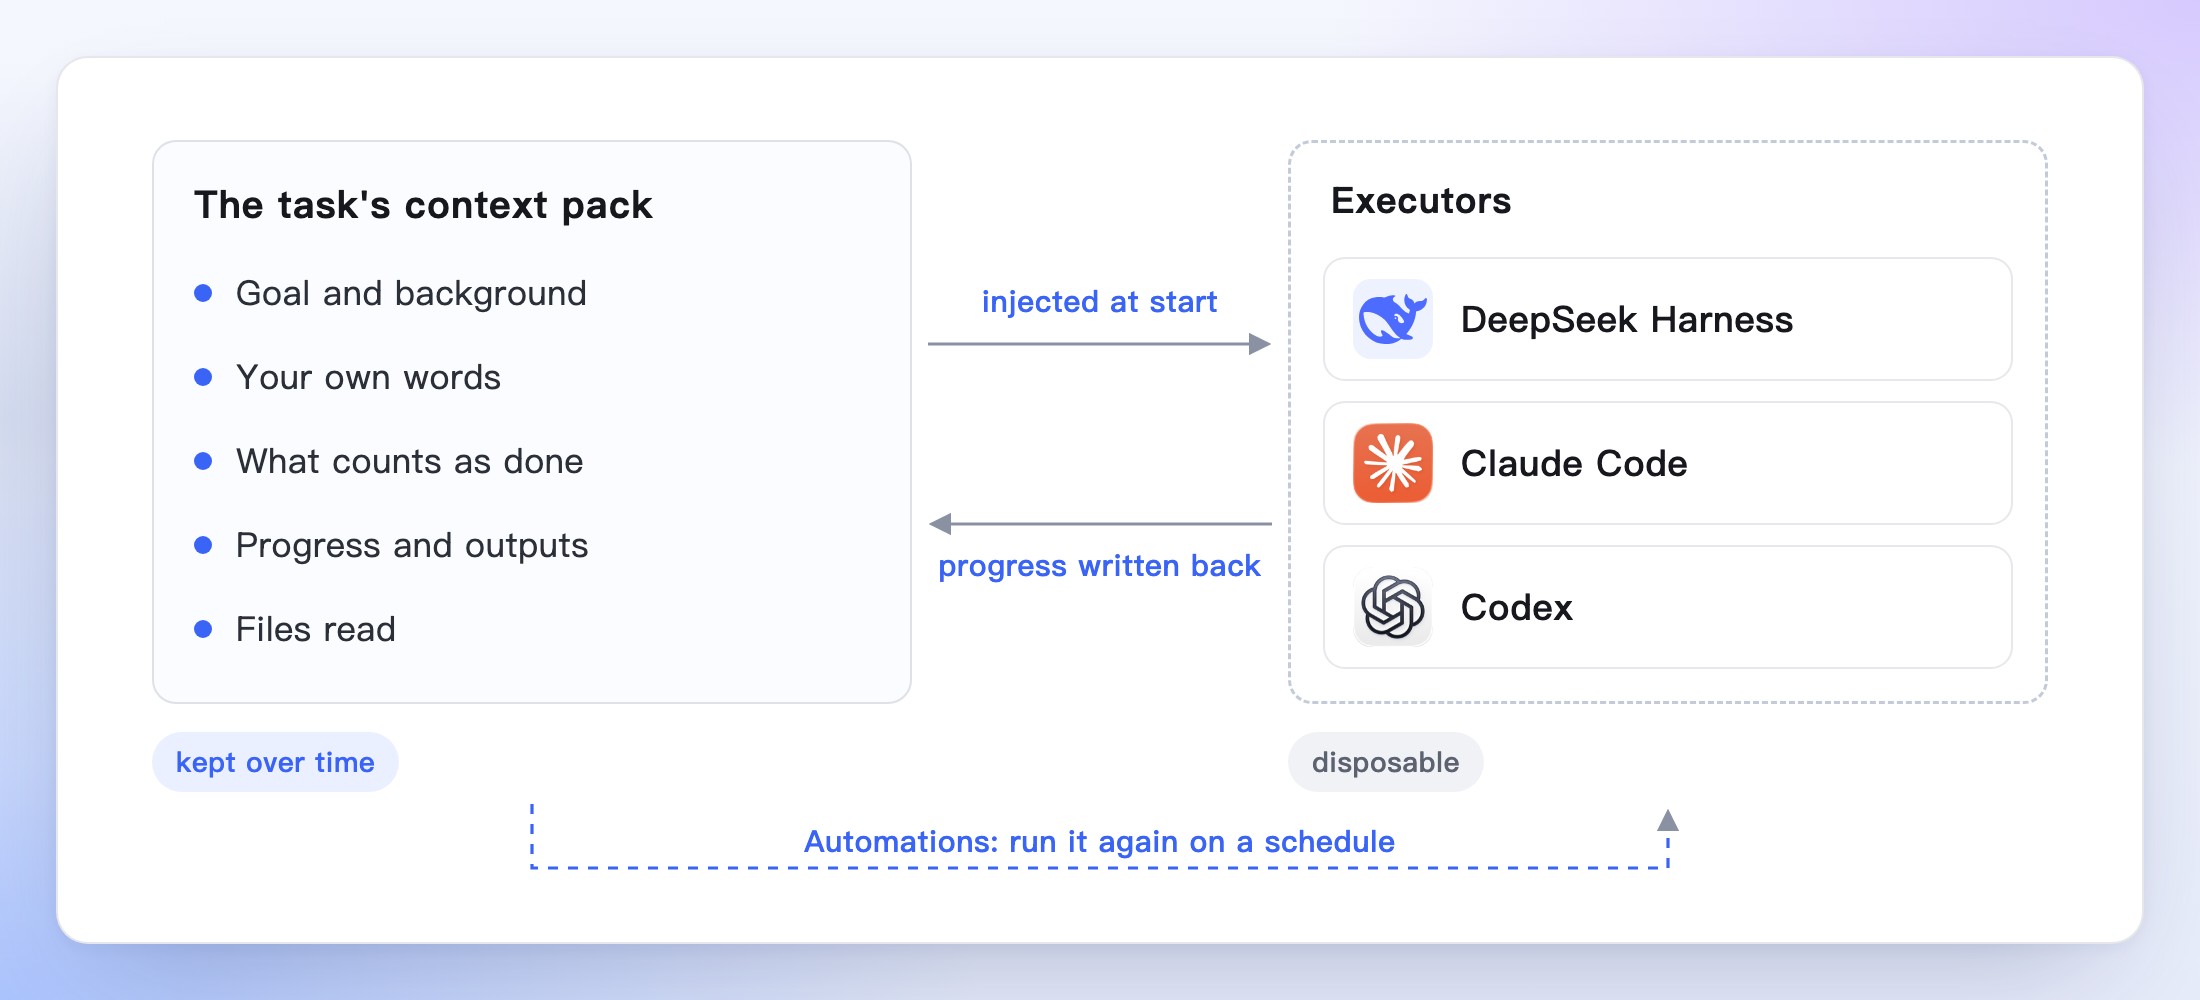 The task's context pack
Goal and background
Your own words
What counts as done
Progress and outputs
Files read
kept over time
injected at start
progress written back
Executors
DeepSeek Harness
Claude Code
Codex
disposable
Automations: run it again on a schedule